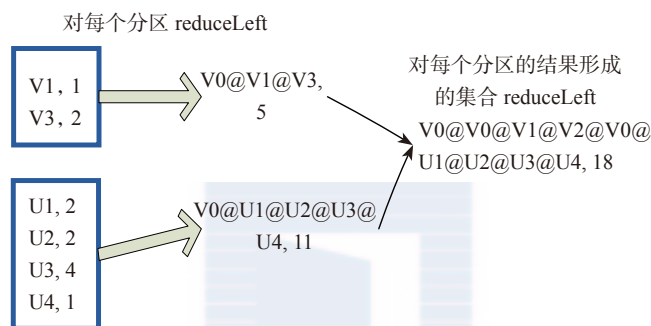 对每个分区 reduceLeft
V1, 1
V3, 2
V0@V1@V3,
5
对每个分区的结果形成
的集合 reduceLeft
V0@V0@V1@V2@V0@
U1@U2@U3@U4, 18
U1, 2
U2, 2
U3, 4
U4, 1
V0@U1@U2@U3@
U4, 11